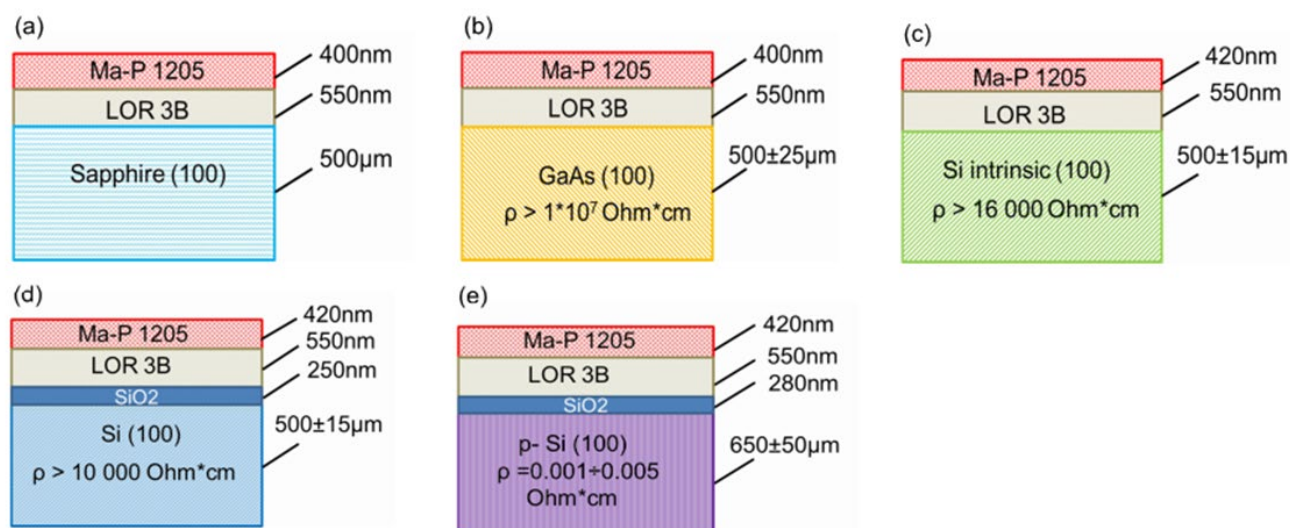 (a)
Ma-P 1205
400nm
LOR 3B
550nm
Sapphire (100)
500µm
(b)
Ma-P 1205
400nm
LOR 3B
550nm
GaAs (100)
500±25µm
ρ > 1*10⁷ Ohm*cm
(c)
Ma-P 1205
420nm
LOR 3B
550nm
Si intrinsic (100)
500±15µm
ρ > 16 000 Ohm*cm
(d)
Ma-P 1205
420nm
LOR 3B
550nm
SiO2
250nm
Si (100)
500±15µm
ρ > 10 000 Ohm*cm
(e)
Ma-P 1205
420nm
LOR 3B
550nm
SiO2
280nm
p- Si (100)
650±50µm
ρ =0.001÷0.005
Ohm*cm